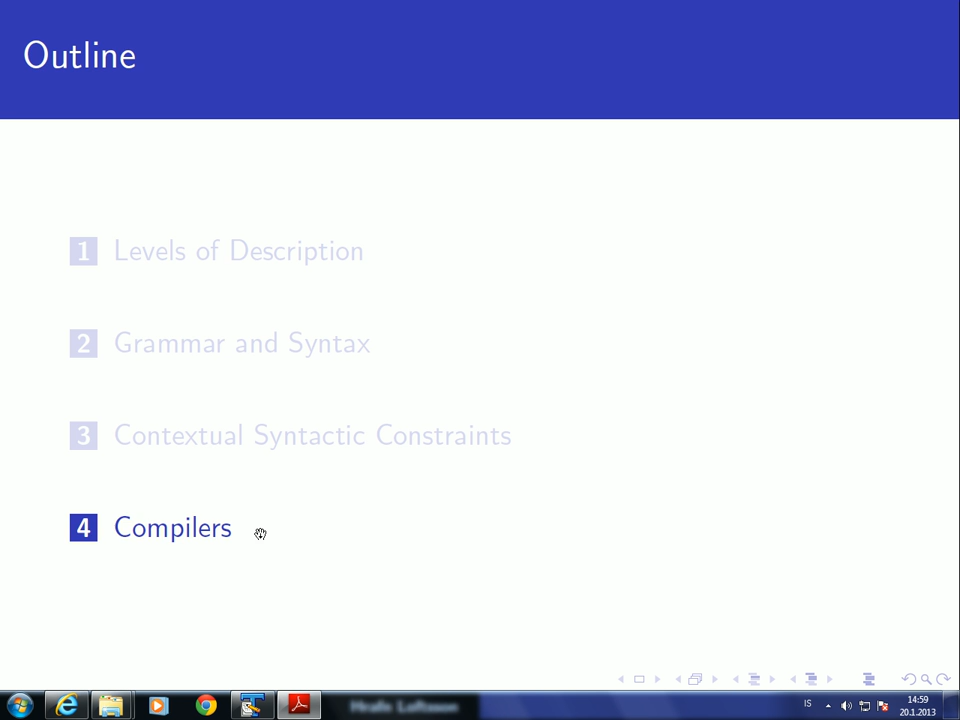 Outline
1 Levels of Description
2 Grammar and Syntax
3 Contextual Syntactic Constraints
4 Compilers
IS
14:59
20.1.2013